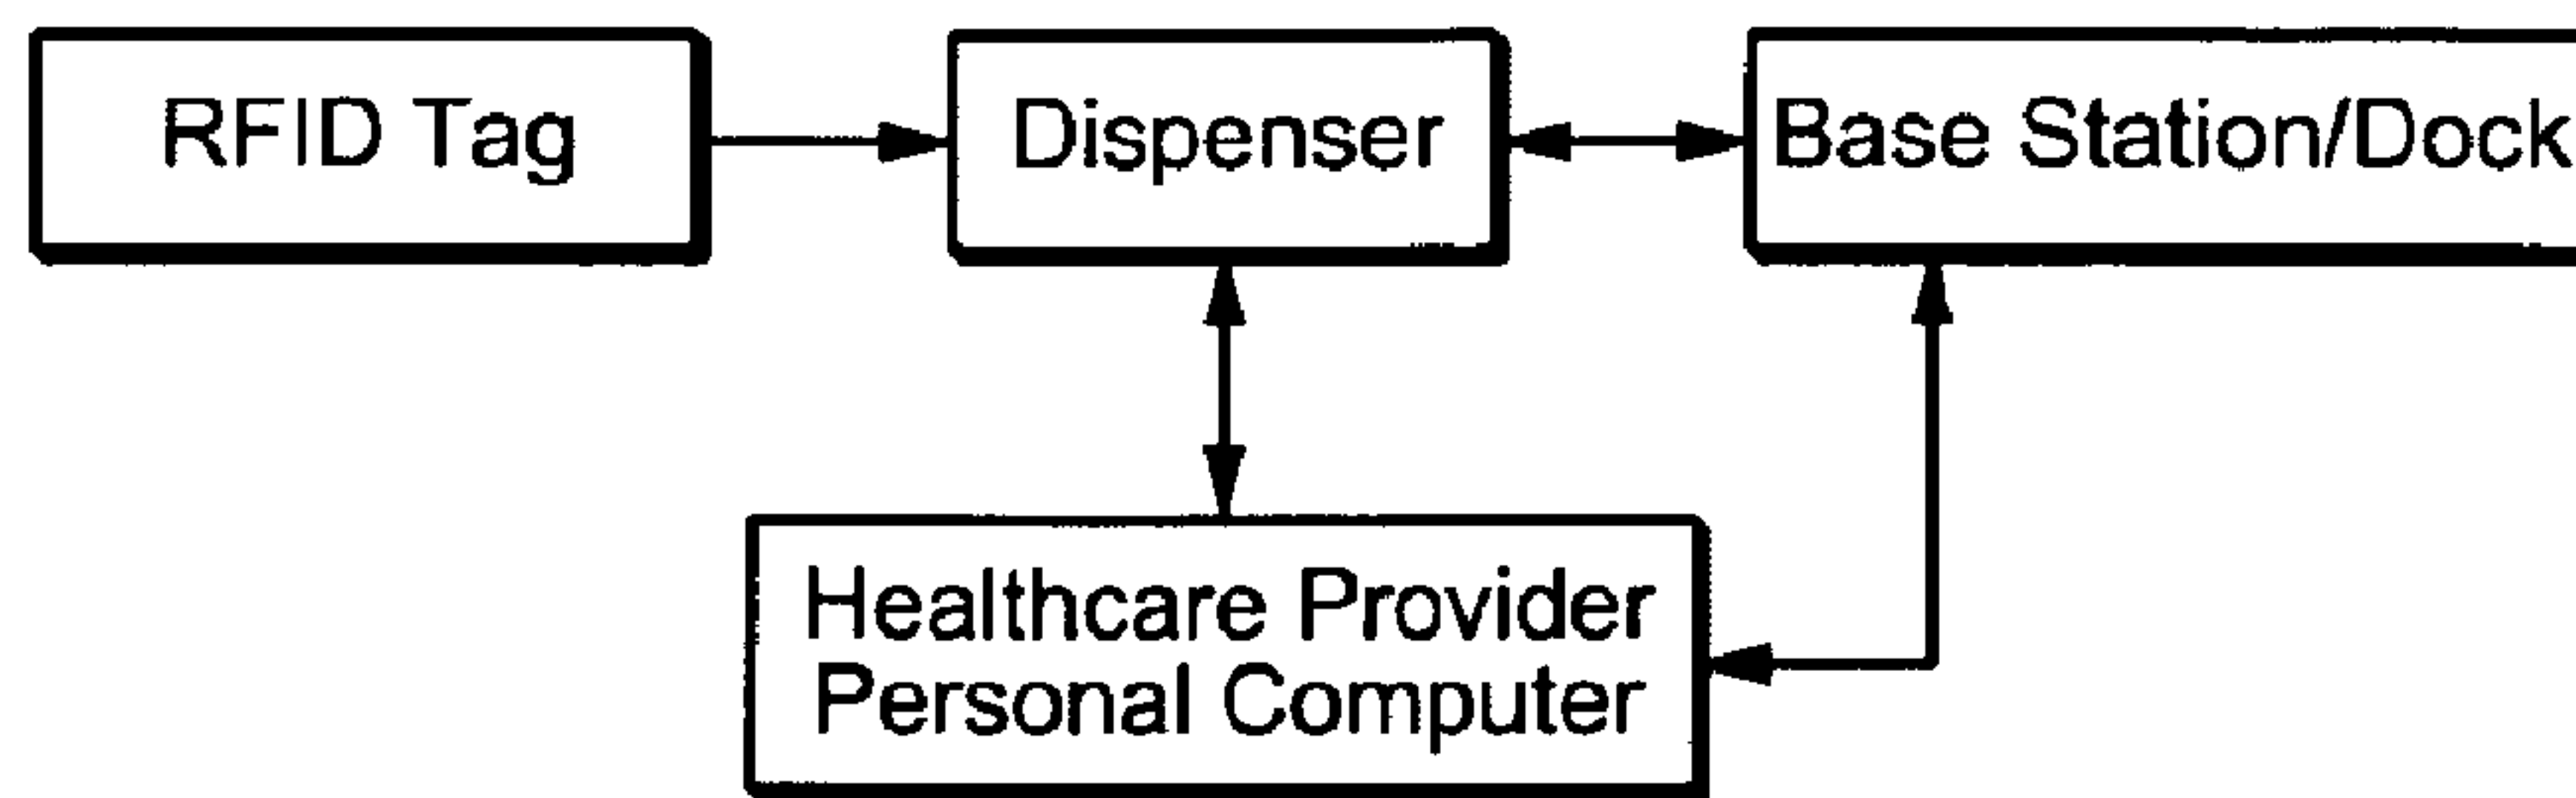 RFID Tag
Dispenser
Base Station/Dock
Healthcare Provider
Personal Computer